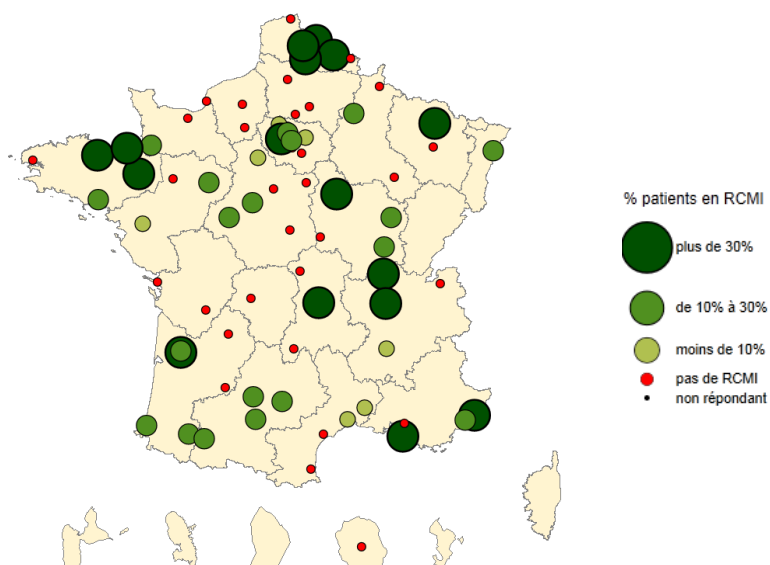 % patients en RCMI
plus de 30%
de 10% à 30%
moins de 10%
pas de RCMI
non répondant